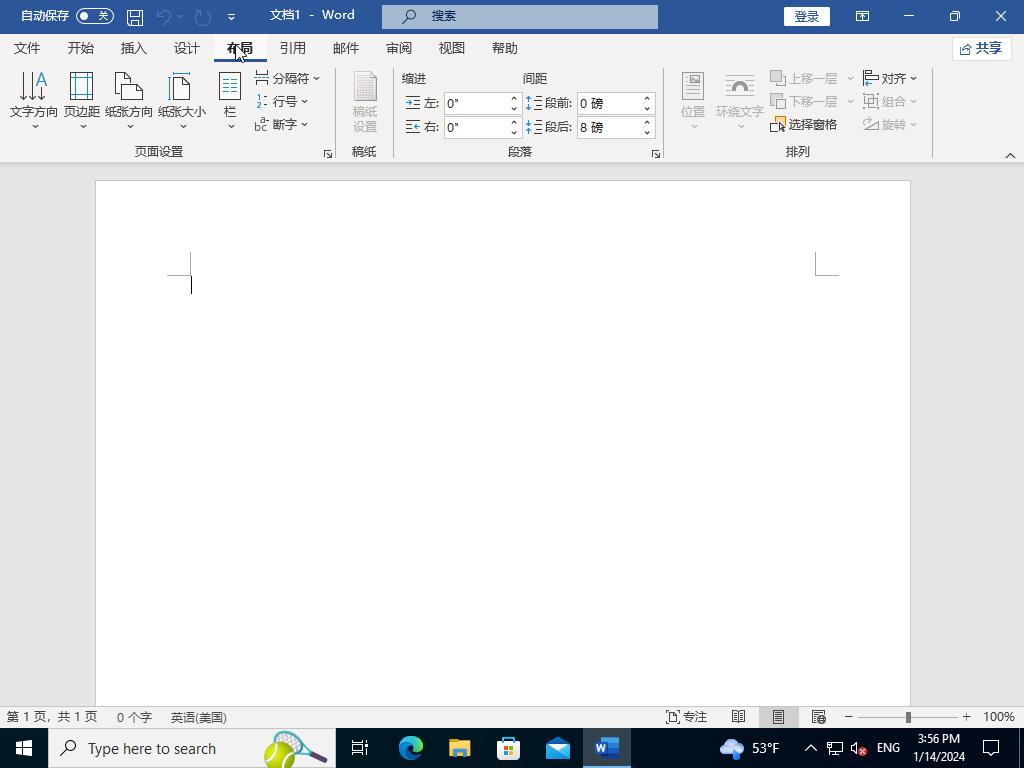 自动保存 关 文档1 - Word 搜索 登录
文件 开始 插入 设计 布局 引用 邮件 审阅 视图 帮助 共享
文字方向 页边距 纸张方向 纸张大小 栏 分隔符 行号 断字
页面设置
稿纸
设置
稿纸
缩进 间距
左: 0" 段前: 0 磅
右: 0" 段后: 8 磅
段落
位置 环绕文字 上移一层 下移一层 选择窗格 对齐 组合 旋转
排列
第 1 页, 共 1 页 0 个字 英语(美国) 专注 100%
Type here to search 53°F ENG 3:56 PM
1/14/2024